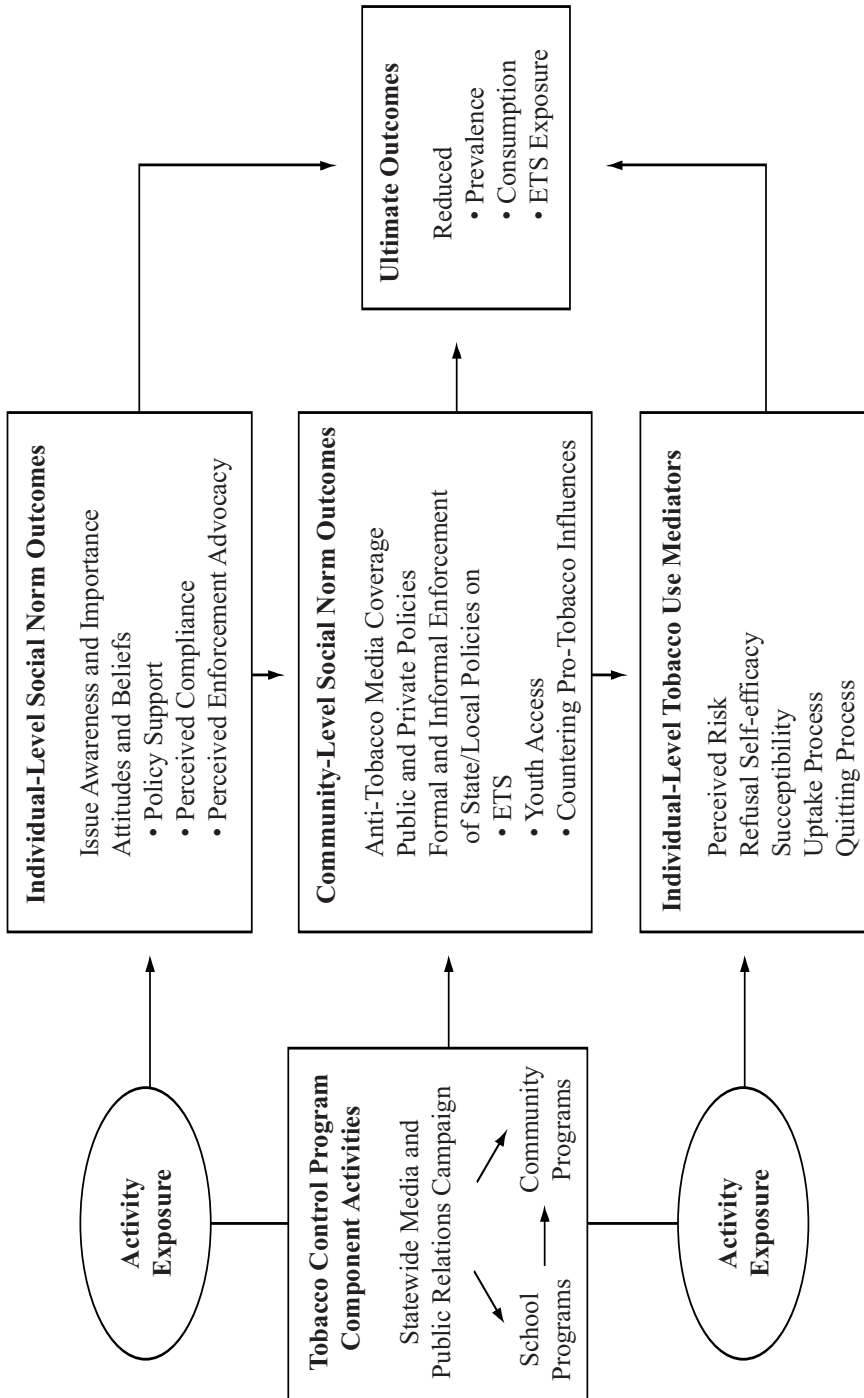 Activity
Exposure
Tobacco Control Program
Component Activities
Statewide Media and
Public Relations Campaign
School
Programs
Community
Programs
Activity
Exposure
Individual-Level Social Norm Outcomes
Issue Awareness and Importance
Attitudes and Beliefs
• Policy Support
• Perceived Compliance
• Perceived Enforcement Advocacy
Community-Level Social Norm Outcomes
Anti-Tobacco Media Coverage
Public and Private Policies
Formal and Informal Enforcement
of State/Local Policies on
• ETS
• Youth Access
• Countering Pro-Tobacco Influences
Individual-Level Tobacco Use Mediators
Perceived Risk
Refusal Self-efficacy
Succeptibility
Uptake Process
Quitting Process
Ultimate Outcomes
Reduced
• Prevalence
• Consumption
• ETS Exposure